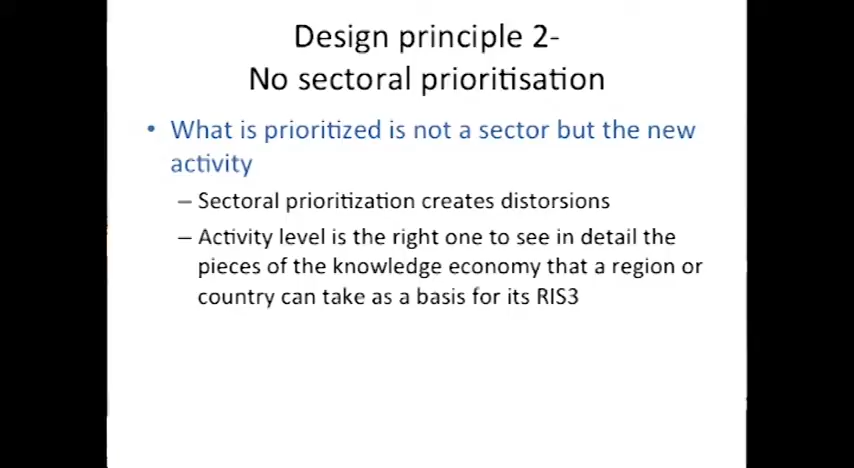 Design principle 2-
No sectoral prioritisation
• What is prioritized is not a sector but the new
activity
– Sectoral prioritization creates distorsions
– Activity level is the right one to see in detail the
pieces of the knowledge economy that a region or
country can take as a basis for its RIS3